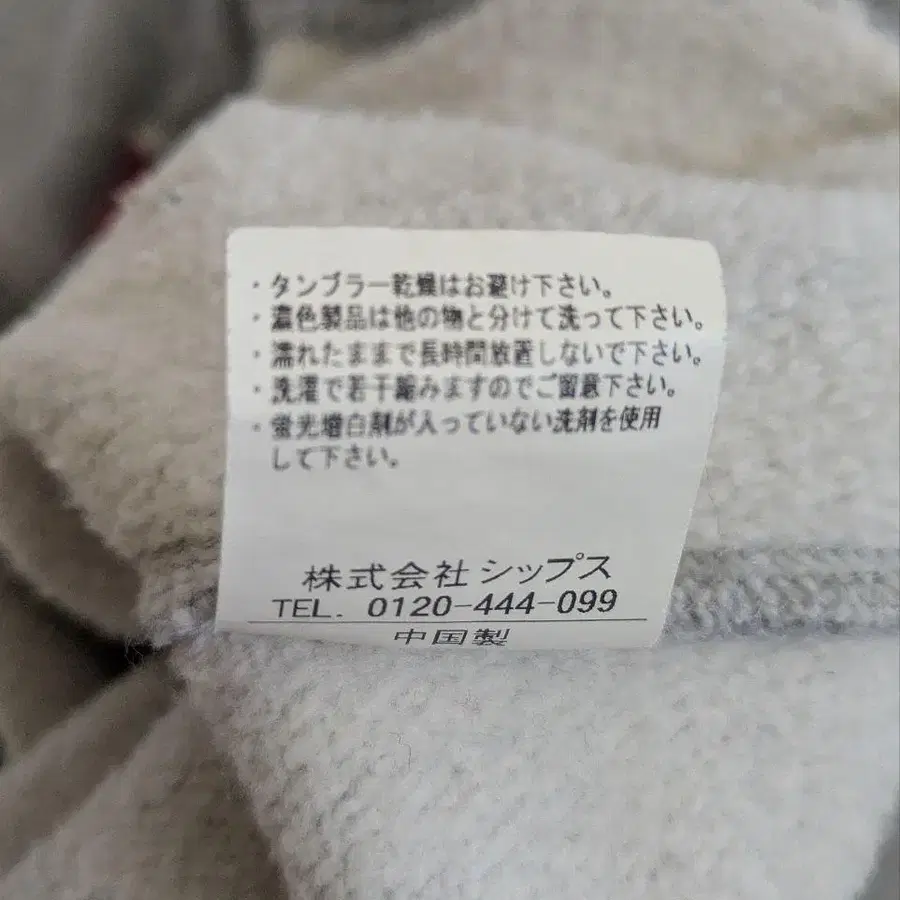 ・タンブラー乾燥はお避け下さい。
・濃色製品は他の物と分けて洗って下さい。
・濡れたままで長時間放置しないで下さい。
・洗濯で若干縮みますのでご留意下さい。
・蛍光増白剤が入っていない洗剤を使用
して下さい。
株式会社シップス
TEL. 0120-444-099
中国製